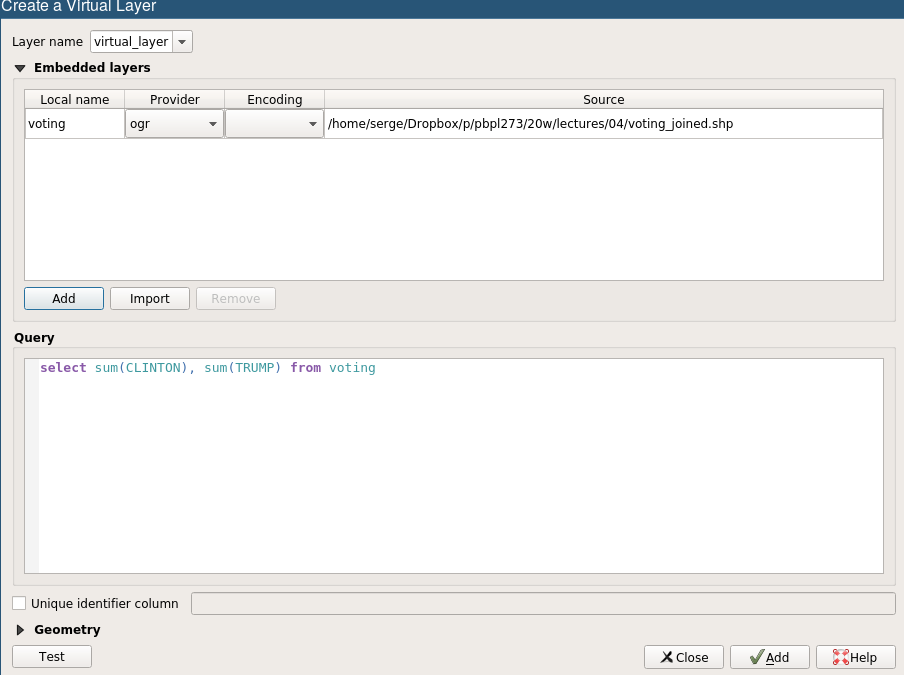 Create a Virtual Layer
Layer name virtual_layer
Embedded layers
Local name Provider Encoding Source
voting ogr /home/serge/Dropbox/p/pbpl273/20w/lectures/04/voting_joined.shp
Add Import Remove
Query
select sum(CLINTON), sum(TRUMP) from voting
Unique identifier column
Geometry
Test Close Add Help